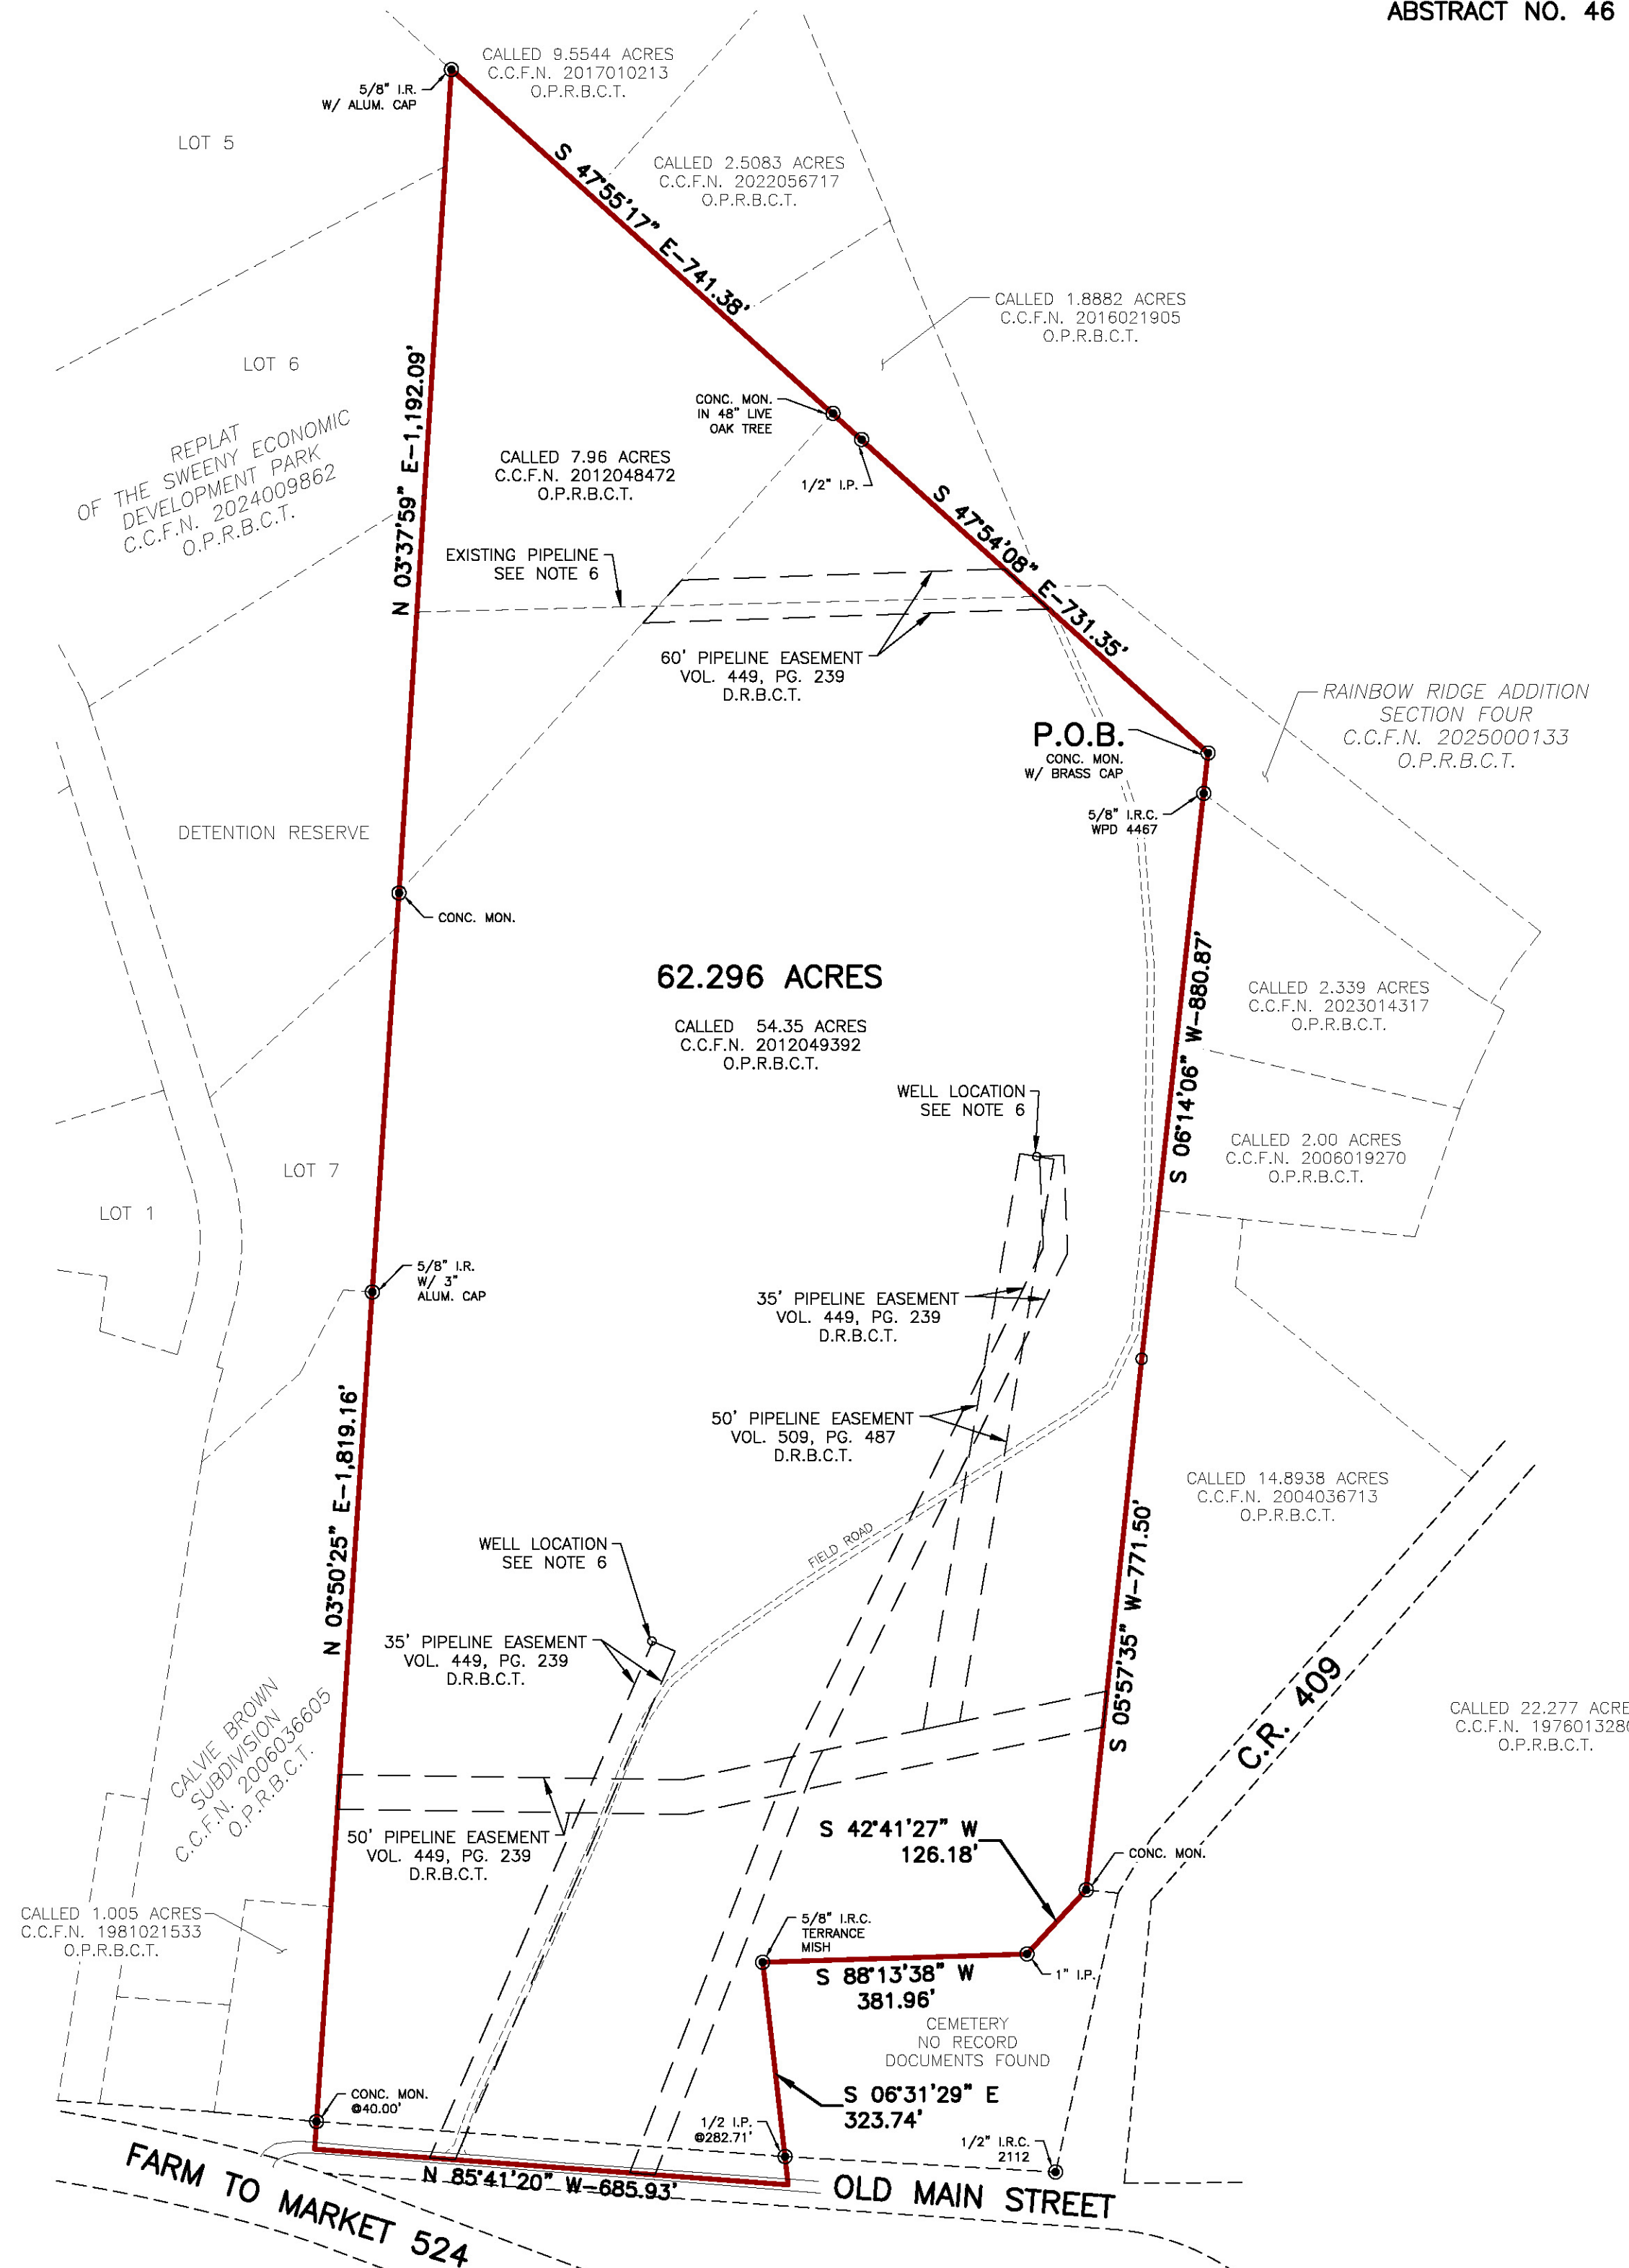 ABSTRACT NO. 46
CALLED 9.5544 ACRES
C.C.F.N. 2017010213
O.P.R.B.C.T.
5/8" I.R.
W/ ALUM. CAP
LOT 5
S 47°55'17" E-741.38'
CALLED 2.5083 ACRES
C.C.F.N. 2022056717
O.P.R.B.C.T.
CALLED 1.8882 ACRES
C.C.F.N. 2016021905
O.P.R.B.C.T.
LOT 6
REPLAT
OF THE SWEENY ECONOMIC
DEVELOPMENT PARK
C.C.F.N. 2024009862
O.P.R.B.C.T.
N 03°37'59" E-1,192.09'
CONC. MON.
IN 48" LIVE
OAK TREE
1/2" I.P.
CALLED 7.96 ACRES
C.C.F.N. 2012048472
O.P.R.B.C.T.
EXISTING PIPELINE
SEE NOTE 6
S 47°54'08" E-731.35'
60' PIPELINE EASEMENT
VOL. 449, PG. 239
D.R.B.C.T.
RAINBOW RIDGE ADDITION
SECTION FOUR
C.C.F.N. 2025000133
O.P.R.B.C.T.
P.O.B.
CONC. MON.
W/ BRASS CAP
5/8" I.R.C.
WPD 4467
DETENTION RESERVE
CONC. MON.
62.296 ACRES
CALLED 54.35 ACRES
C.C.F.N. 2012049392
O.P.R.B.C.T.
S 06°14'06" W-880.87'
CALLED 2.339 ACRES
C.C.F.N. 2023014317
O.P.R.B.C.T.
WELL LOCATION
SEE NOTE 6
CALLED 2.00 ACRES
C.C.F.N. 2006019270
O.P.R.B.C.T.
LOT 7
LOT 1
5/8" I.R.
W/ 3"
ALUM. CAP
35' PIPELINE EASEMENT
VOL. 449, PG. 239
D.R.B.C.T.
50' PIPELINE EASEMENT
VOL. 509, PG. 487
D.R.B.C.T.
N 03°50'25" E-1,819.16'
CALLED 14.8938 ACRES
C.C.F.N. 2004036713
O.P.R.B.C.T.
FIELD ROAD
WELL LOCATION
SEE NOTE 6
S 05°57'35" W-771.50'
35' PIPELINE EASEMENT
VOL. 449, PG. 239
D.R.B.C.T.
C.R. 409
CALLED 22.277 ACRE
C.C.F.N. 1976013280
O.P.R.B.C.T.
CALVIE BROWN
SUBDIVISION
C.C.F.N. 2006036605
O.P.R.B.C.T.
50' PIPELINE EASEMENT
VOL. 449, PG. 239
D.R.B.C.T.
S 42°41'27" W
126.18'
CONC. MON.
CALLED 1.005 ACRES
C.C.F.N. 1981021533
O.P.R.B.C.T.
5/8" I.R.C.
TERRANCE
MISH
1" I.P.
S 88°13'38" W
381.96'
CEMETERY
NO RECORD
DOCUMENTS FOUND
S 06°31'29" E
323.74'
CONC. MON.
@40.00'
1/2 I.P.
@282.71'
1/2" I.R.C.
2112
N 85°41'20" W-685.93'
OLD MAIN STREET
FARM TO MARKET 524